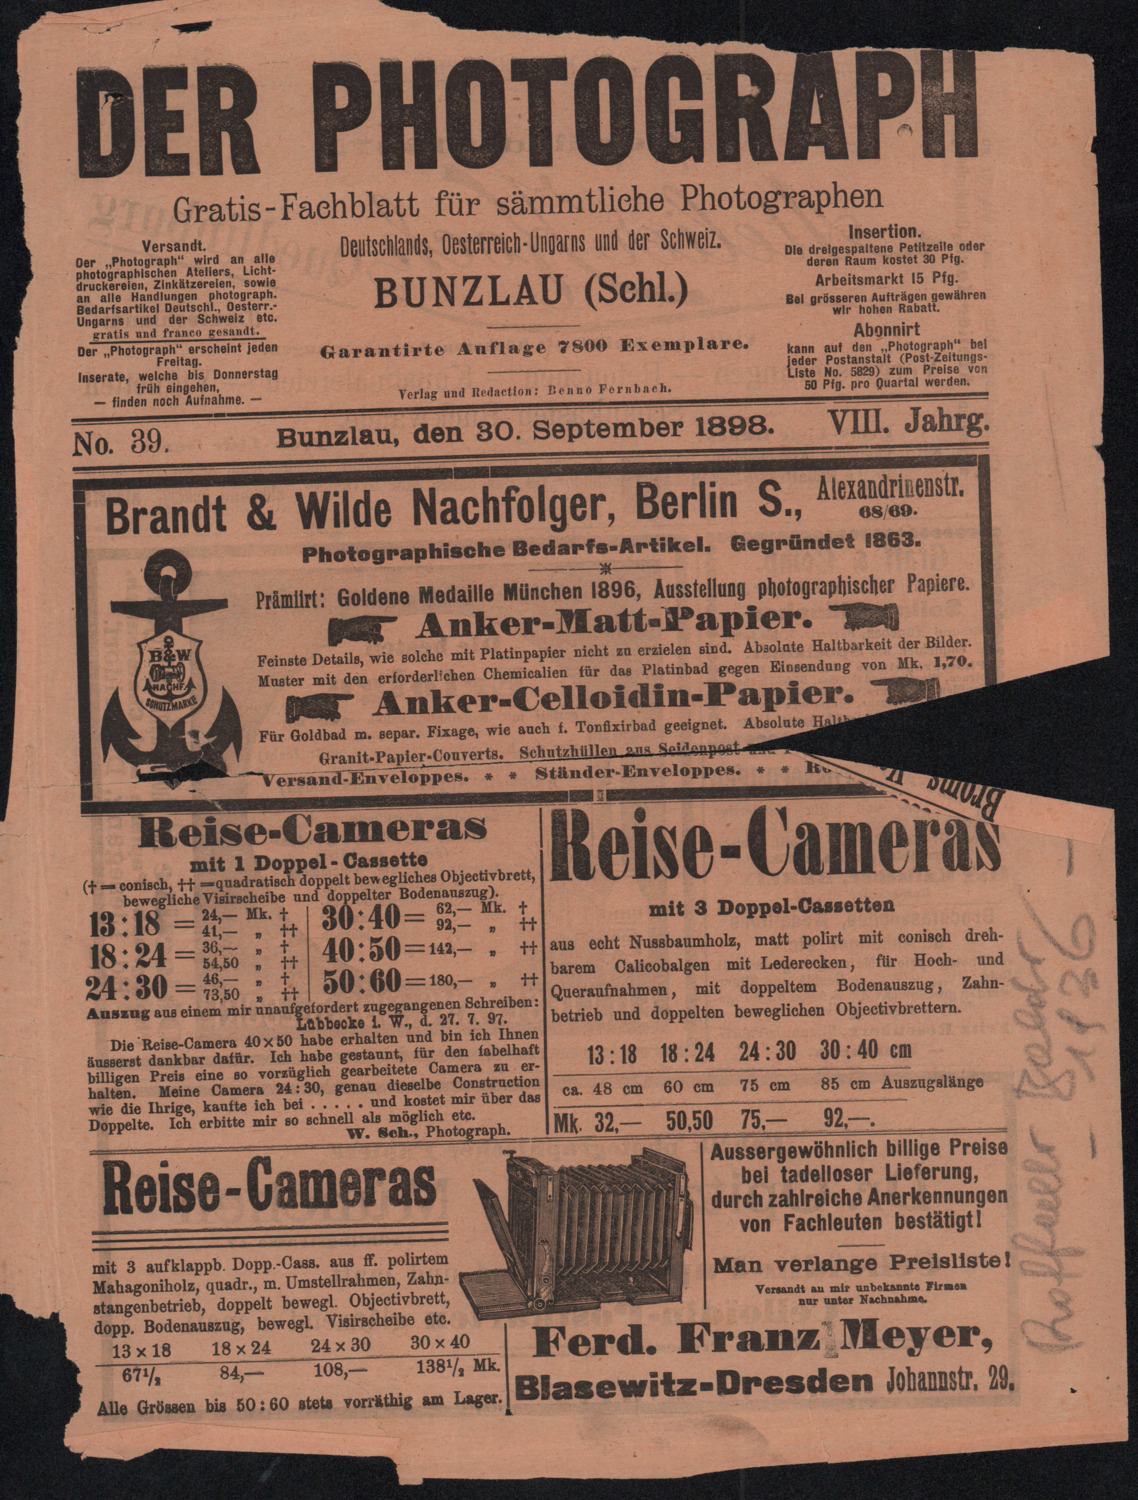 DER PHOTOGRAPH
Gratis-Fachblatt für sämmtliche Photographen
Deutschlands, Oesterreich-Ungarns und der Schweiz.
BUNZLAU (Schl.)
Garantirte Auflage 7800 Exemplare.
Verlag und Redaction: Benno Fernbach.
Versandt.
Der „Photograph" wird an alle
photographischen Ateliers, Licht-
druckereien, Zinkätzereien, sowie
an alle Handlungen photograph.
Bedarfsartikel Deutschl., Oesterr.-
Ungarns und der Schweiz etc.
gratis und franco gesandt.
Der „Photograph" erscheint jeden
Freitag.
Inserate, welche bis Donnerstag
früh eingehen,
— finden noch Aufnahme. —
Insertion.
Die dreigespaltene Petitzeile oder
deren Raum kostet 30 Pfg.
Arbeitsmarkt 15 Pfg.
Bei grösseren Aufträgen gewähren
wir hohen Rabatt.
Abonnirt
kann auf den „Photograph" bei
jeder Postanstalt (Post-Zeitungs-
Liste No. 5829) zum Preise von
50 Pfg. pro Quartal werden.
No. 39. Bunzlau, den 30. September 1898. VIII. Jahrg.
Brandt & Wilde Nachfolger, Berlin S., Alexandrinenstr.
68/69.
Photographische Bedarfs-Artikel. Gegründet 1863.
Prämiirt: Goldene Medaille München 1896, Ausstellung photographischer Papiere.
Anker-Matt-Papier.
Feinste Details, wie solche mit Platinpapier nicht zu erzielen sind. Absolute Haltbarkeit der Bilder.
Muster mit den erforderlichen Chemicalien für das Platinbad gegen Einsendung von Mk. 1,70.
Anker-Celloidin-Papier.
Für Goldbad m. separ. Fixage, wie auch f. Tonfixirbad geeignet. Absolute
Granit-Papier-Couverts. Schutzhüllen aus Seidenpost und
Versand-Enveloppes. * * Ständer-Enveloppes. * *
B&W
NACHF.
SCHUTZMARKE
Broms
Reise-Cameras
mit 1 Doppel-Cassette
(† = conisch, †† = quadratisch doppelt bewegliches Objectivbrett,
bewegliche Visirscheibe und doppelter Bodenauszug).
13:18 = 24,— Mk. † 30:40 = 62,— Mk. †
41,— „ †† 92,— „ ††
18:24 = 36,— „ † 40:50 = 142,— „ ††
54,50 „ ††
24:30 = 46,— „ † 50:60 = 180,— „ ††
73,50 „ ††
Auszug aus einem mir unaufgefordert zugegangenen Schreiben:
Lübbecke i. W., d. 27. 7. 97.
Die Reise-Camera 40×50 habe erhalten und bin ich Ihnen
äusserst dankbar dafür. Ich habe gestaunt, für den fabelhaft
billigen Preis eine so vorzüglich gearbeitete Camera zu er-
halten. Meine Camera 24:30, genau dieselbe Construction
wie die Ihrige, kaufte ich bei . . . . . und kostet mir über das
Doppelte. Ich erbitte mir so schnell als möglich etc.
W. Sch., Photograph.
Reise-Cameras
mit 3 Doppel-Cassetten
aus echt Nussbaumholz, matt polirt mit conisch dreh-
barem Calicobalgen mit Lederecken, für Hoch- und
Queraufnahmen, mit doppeltem Bodenauszug, Zahn-
betrieb und doppelten beweglichen Objectivbrettern.
13:18 18:24 24:30 30:40 cm
ca. 48 cm 60 cm 75 cm 85 cm Auszugslänge
Mk. 32,— 50,50 75,— 92,—.
Reise-Cameras
mit 3 aufklappb. Dopp.-Cass. aus ff. polirtem
Mahagoniholz, quadr., m. Umstellrahmen, Zahn-
stangenbetrieb, doppelt bewegl. Objectivbrett,
dopp. Bodenauszug, bewegl. Visirscheibe etc.
13×18 18×24 24×30 30×40
67½ 84,— 108,— 138½ Mk.
Alle Grössen bis 50:60 stets vorräthig am Lager.
Aussergewöhnlich billige Preise
bei tadelloser Lieferung,
durch zahlreiche Anerkennungen
von Fachleuten bestätigt!
Man verlange Preisliste!
Versandt an mir unbekannte Firmen
nur unter Nachnahme.
Ferd. Franz Meyer,
Blasewitz-Dresden Johannstr. 29.
- 1936 -